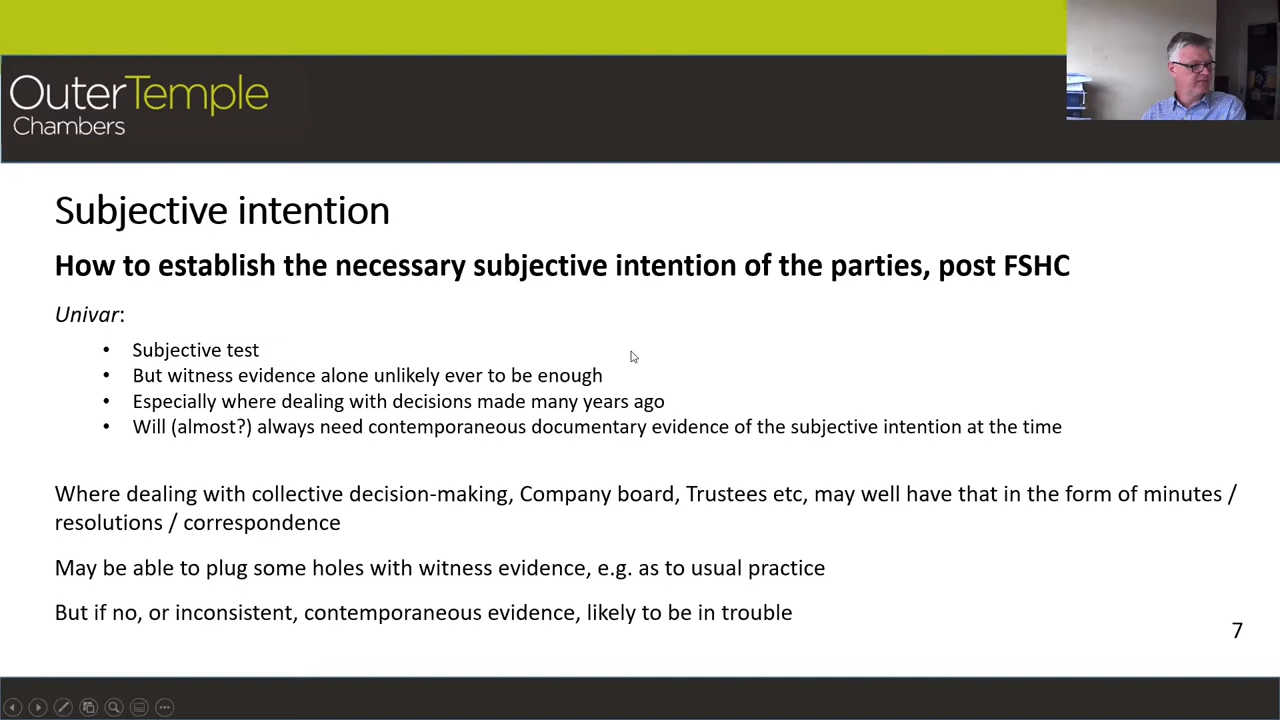 OuterTemple
Chambers
Subjective intention
How to establish the necessary subjective intention of the parties, post FSHC
Univar:
• Subjective test
• But witness evidence alone unlikely ever to be enough
• Especially where dealing with decisions made many years ago
• Will (almost?) always need contemporaneous documentary evidence of the subjective intention at the time
Where dealing with collective decision-making, Company board, Trustees etc, may well have that in the form of minutes /
resolutions / correspondence
May be able to plug some holes with witness evidence, e.g. as to usual practice
But if no, or inconsistent, contemporaneous evidence, likely to be in trouble
7